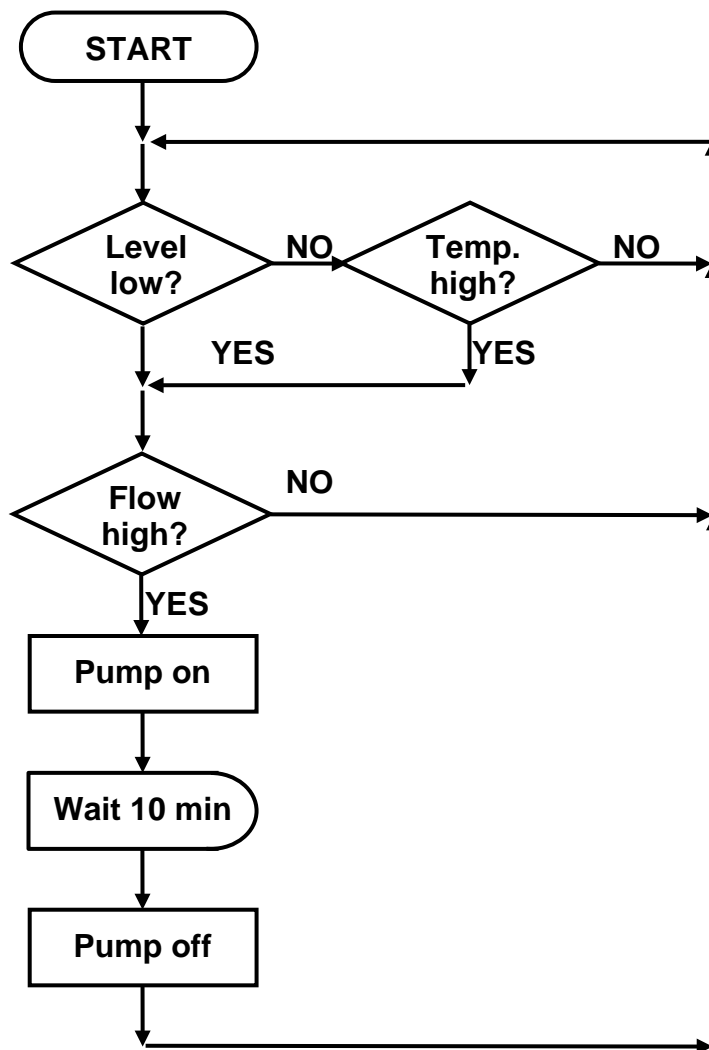 START
Level
low?
NO
Temp.
high?
NO
YES
YES
Flow
high?
NO
YES
Pump on
Wait 10 min
Pump off